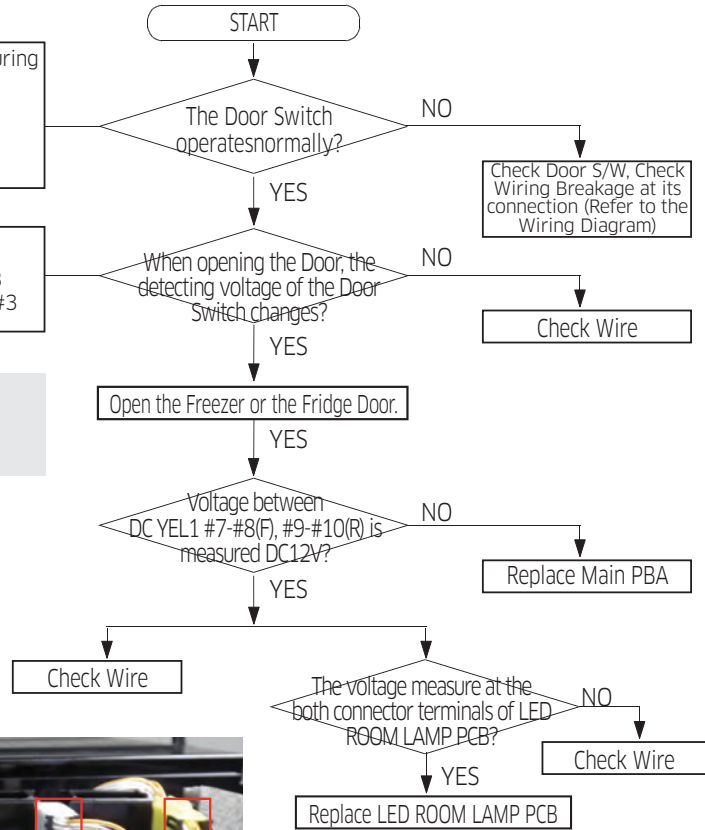 START
uring
The Door Switch
operatesnormally?
NO
Check Door S/W, Check
Wiring Breakage at its
connection (Refer to the
Wiring Diagram)
YES
#3
When opening the Door, the
detecting voltage of the Door
Switch changes?
NO
Check Wire
YES
Open the Freezer or the Fridge Door.
YES
Voltage between
DC YEL1 #7-#8(F), #9-#10(R) is
measured DC12V?
NO
Replace Main PBA
YES
Check Wire
The voltage measure at the
both connector terminals of LED
ROOM LAMP PCB?
NO
Check Wire
YES
Replace LED ROOM LAMP PCB